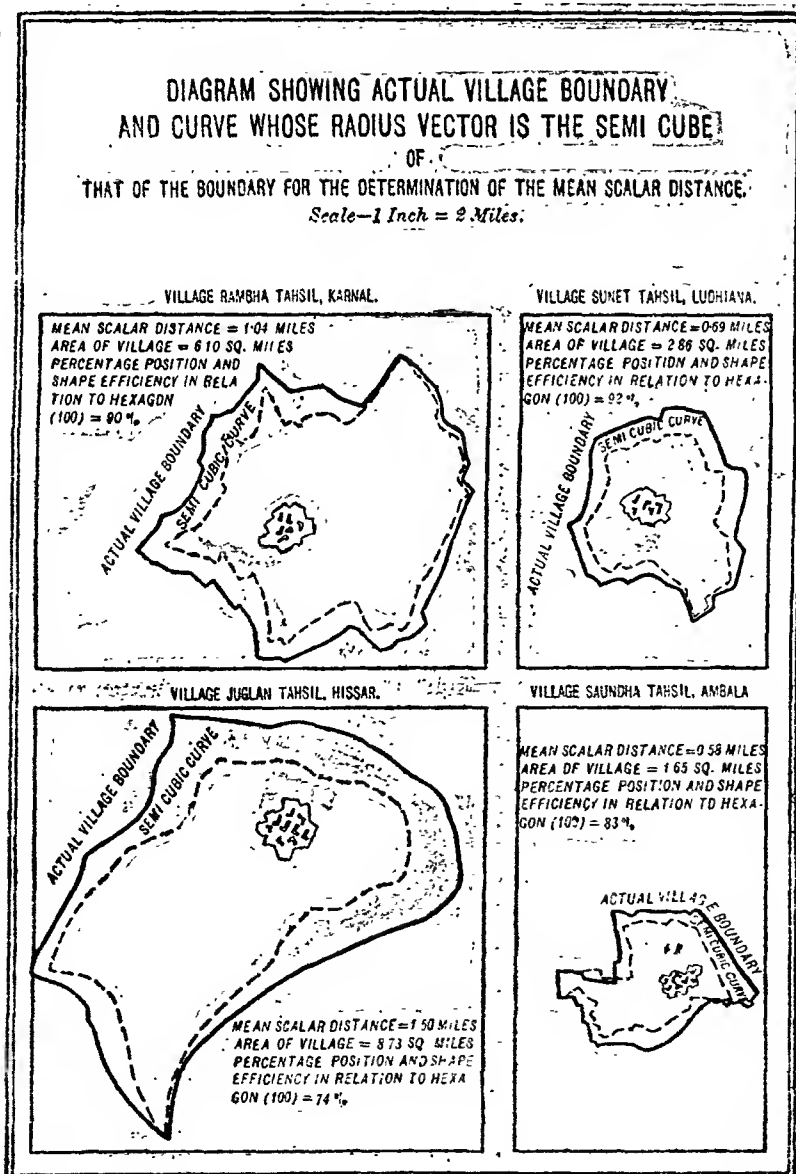 DIAGRAM SHOWING ACTUAL VILLAGE BOUNDARY
AND CURVE WHOSE RADIUS VECTOR IS THE SEMI CUBE
OF
THAT OF THE BOUNDARY FOR THE DETERMINATION OF THE MEAN SCALAR DISTANCE.
Scale—1 Inch = 2 Miles.
VILLAGE RAMBHA TAHSIL, KARNAL.
MEAN SCALAR DISTANCE = 1·04 MILES
AREA OF VILLAGE = 6·10 SQ. MILES
PERCENTAGE POSITION AND
SHAPE EFFICIENCY IN RELA
TION TO HEXAGON
(100) = 90 %
ACTUAL VILLAGE BOUNDARY
SEMI CUBIC CURVE
VILLAGE SUNET TAHSIL, LUDHIANA.
MEAN SCALAR DISTANCE = 0·69 MILES
AREA OF VILLAGE = 2·86 SQ. MILES
PERCENTAGE POSITION AND SHAPE
EFFICIENCY IN RELATION TO HEXA-
GON (100) = 92 %
SEMI CUBIC CURVE
ACTUAL VILLAGE BOUNDARY
VILLAGE JUGLAN TAHSIL, HISSAR.
ACTUAL VILLAGE BOUNDARY
SEMI CUBIC CURVE
MEAN SCALAR DISTANCE = 1·50 MILES
AREA OF VILLAGE = 8·73 SQ MILES
PERCENTAGE POSITION AND SHAPE
EFFICIENCY IN RELATION TO HEXA
GON (100) = 74 %
VILLAGE SAUNDHA TAHSIL, AMBALA
MEAN SCALAR DISTANCE = 0·58 MILES
AREA OF VILLAGE = 1·65 SQ. MILES
PERCENTAGE POSITION AND SHAPE
EFFICIENCY IN RELATION TO HEXA-
GON (100) = 83 %
ACTUAL VILLAGE BOUNDARY
SEMI CUBIC CURVE